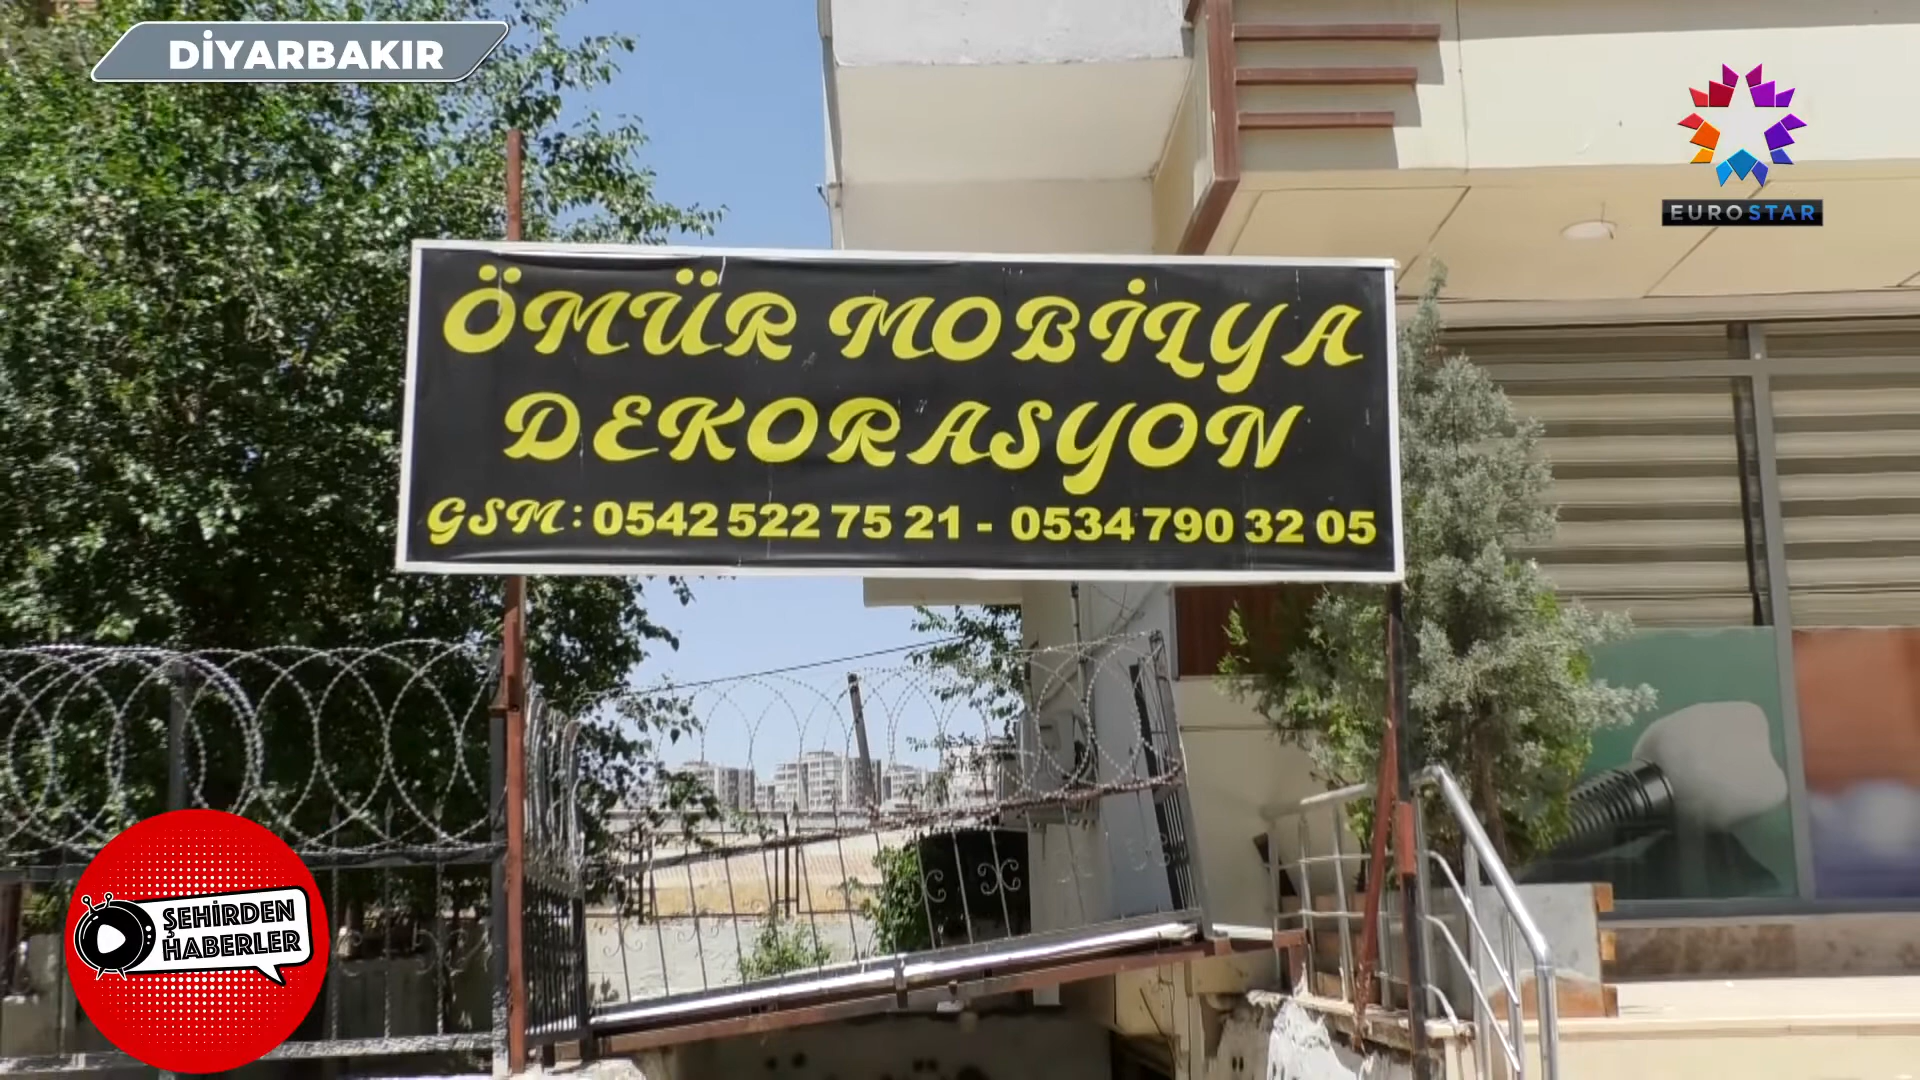 DİYARBAKIR
EUROSTAR
ÖMÜR MOBİLYA
DEKORASYON
GSM: 0542 522 75 21 - 0534 790 32 05
ŞEHİRDEN
HABERLER